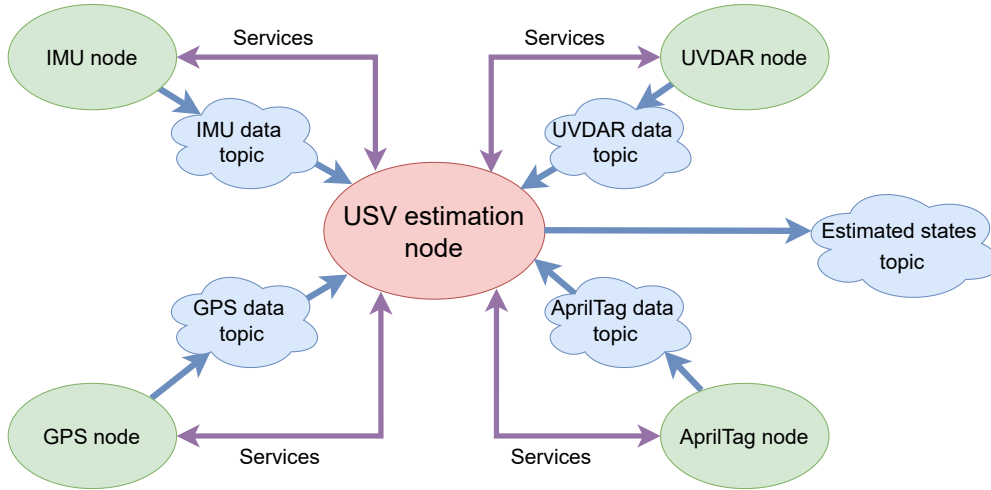 Services
Services
IMU node
UVDAR node
IMU data
topic
UVDAR data
topic
USV estimation
node
Estimated states
topic
GPS data
topic
AprilTag data
topic
GPS node
AprilTag node
Services
Services